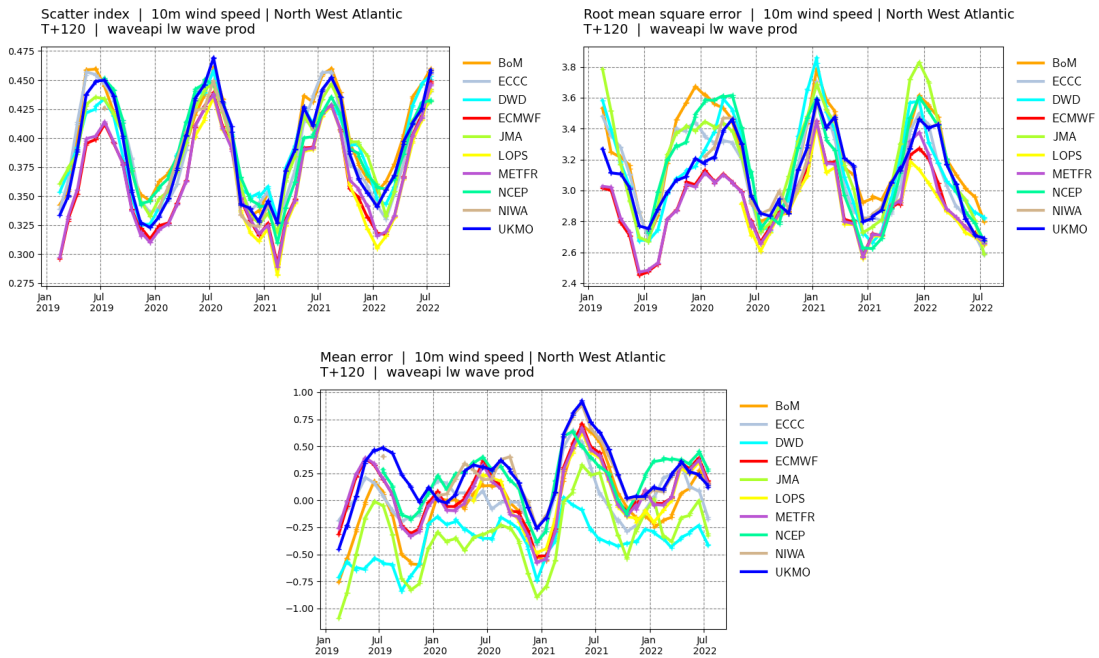 Scatter index | 10m wind speed | North West Atlantic
T+120 | waveapi lw wave prod
0.475
0.450
0.425
0.400
0.375
0.350
0.325
0.300
0.275
Jan 2019
Jul
Jan 2020
Jul 2020
Jan 2021
Jul 2021
Jan 2022
Jul 2022
BoM
ECCC
DWD
ECMWF
JMA
LOPS
METFR
NCEP
NIWA
UKMO
Root mean square error | 10m wind speed | North West Atlantic
T+120 | waveapi lw wave prod
3.8
3.6
3.4
3.2
3.0
2.8
2.6
2.4
Jan 2019
Jul 2019
Jan 2020
Jul 2020
Jan 2021
Jul 2021
Jan 2022
Jul 2022
BoM
ECCC
DWD
ECMWF
JMA
LOPS
METFR
NCEP
NIWA
UKMO
Mean error | 10m wind speed | North West Atlantic
T+120 | waveapi lw wave prod
1.00
0.75
0.50
0.25
0.00
−0.25
−0.50
−0.75
−1.00
Jan 2019
Jul 2019
Jan 2020
Jul 2020
Jan 2021
Jul 2021
Jan 2022
Jul 2022
BoM
ECCC
DWD
ECMWF
JMA
LOPS
METFR
NCEP
NIWA
UKMO